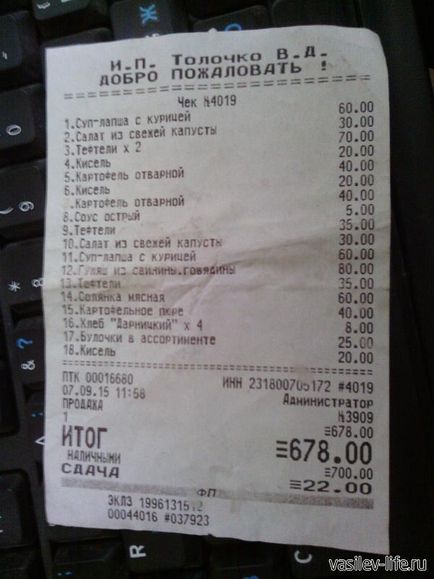 И.П. Толочко В.Д.
ДОБРО ПОЖАЛОВАТЬ !
Чек №4019
1.Суп-лапша с курицей 60.00
2.Салат из свежей капусты 30.00
3.Тефтели x 2 70.00
4.Кисель 20.00
5.Картофель отварной 40.00
6.Кисель 20.00
7.Картофель отварной 40.00
8.Соус острый 5.00
9.Тефтели 35.00
10.Салат из свежей капусты 30.00
11.Суп-лапша с курицей 60.00
12.Гуляш из свинины.говядины 80.00
13.Тефтели 35.00
14.Солянка мясная 60.00
15.Картофельное пюре 40.00
16.Хлеб "Дарницкий" x 4 8.00
17.Булочки в ассортименте 25.00
18.Кисель 20.00
ПТК 00016680 ИНН 231800705172 #4019
07.09.15 11:58 Администратор
ПРОДАЖА №3909
1 ≡678.00
ИТОГ ≡678.00
НАЛИЧНЫМИ ≡700.00
СДАЧА ≡22.00
ФП
ЭКЛЗ
00044016 #037923
vasilev-life.ru